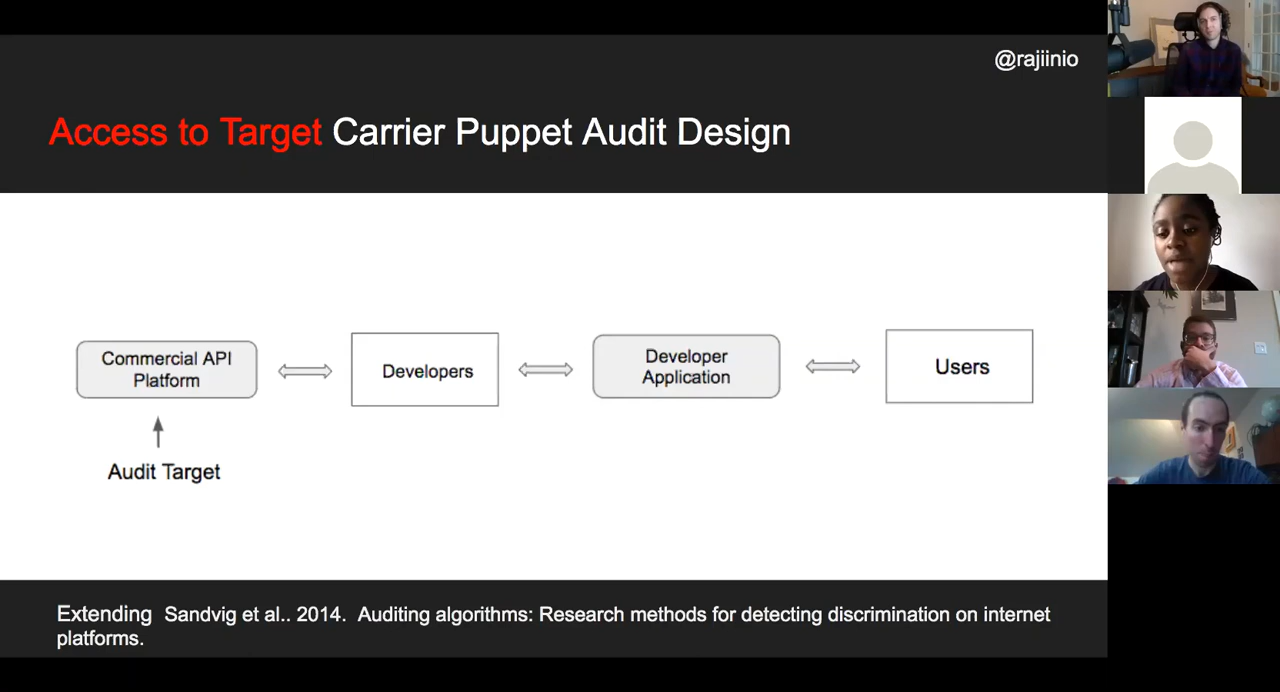 @rajiinio
Access to Target Carrier Puppet Audit Design
Commercial API
Platform
Developers
Developer
Application
Users
Audit Target
Extending Sandvig et al.. 2014. Auditing algorithms: Research methods for detecting discrimination on internet
platforms.